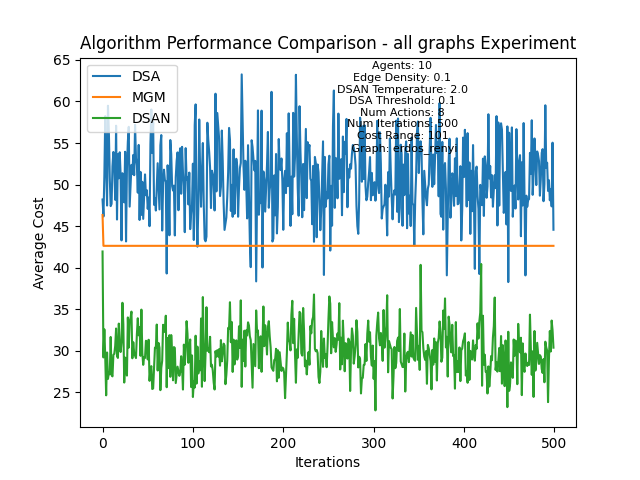 Algorithm Performance Comparison - all graphs Experiment
DSA
MGM
DSAN
Agents: 10
Edge Density: 0.1
DSAN Temperature: 2.0
DSA Threshold: 0.1
Num Actions: 8
Num Iterations: 500
Cost Range: 101
Graph: erdos_renyi
Average Cost
65
60
55
50
45
40
35
30
25
0
100
200
300
400
500
Iterations